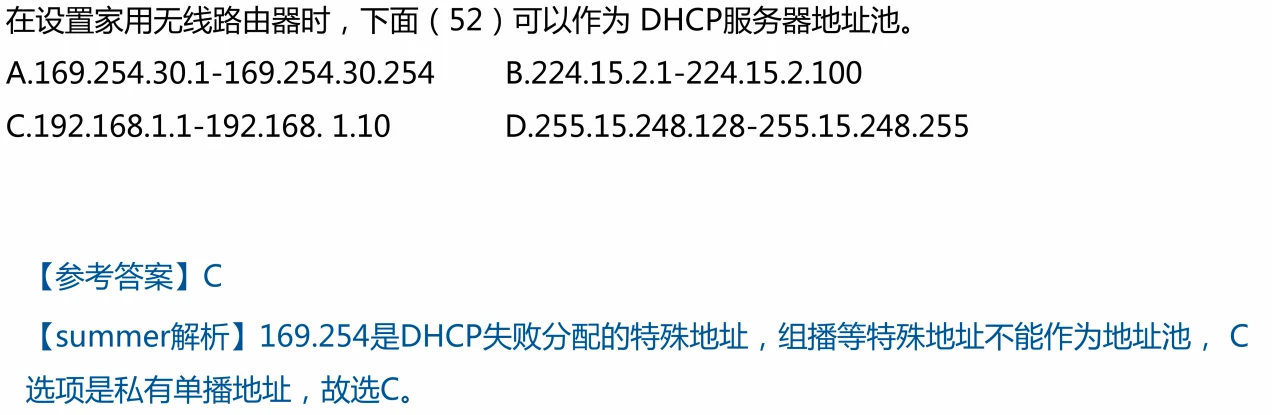 在设置家用无线路由器时，下面（52）可以作为 DHCP服务器地址池。
A.169.254.30.1-169.254.30.254 B.224.15.2.1-224.15.2.100
C.192.168.1.1-192.168. 1.10 D.255.15.248.128-255.15.248.255
【参考答案】C
【summer解析】169.254是DHCP失败分配的特殊地址，组播等特殊地址不能作为地址池， C
选项是私有单播地址，故选C。